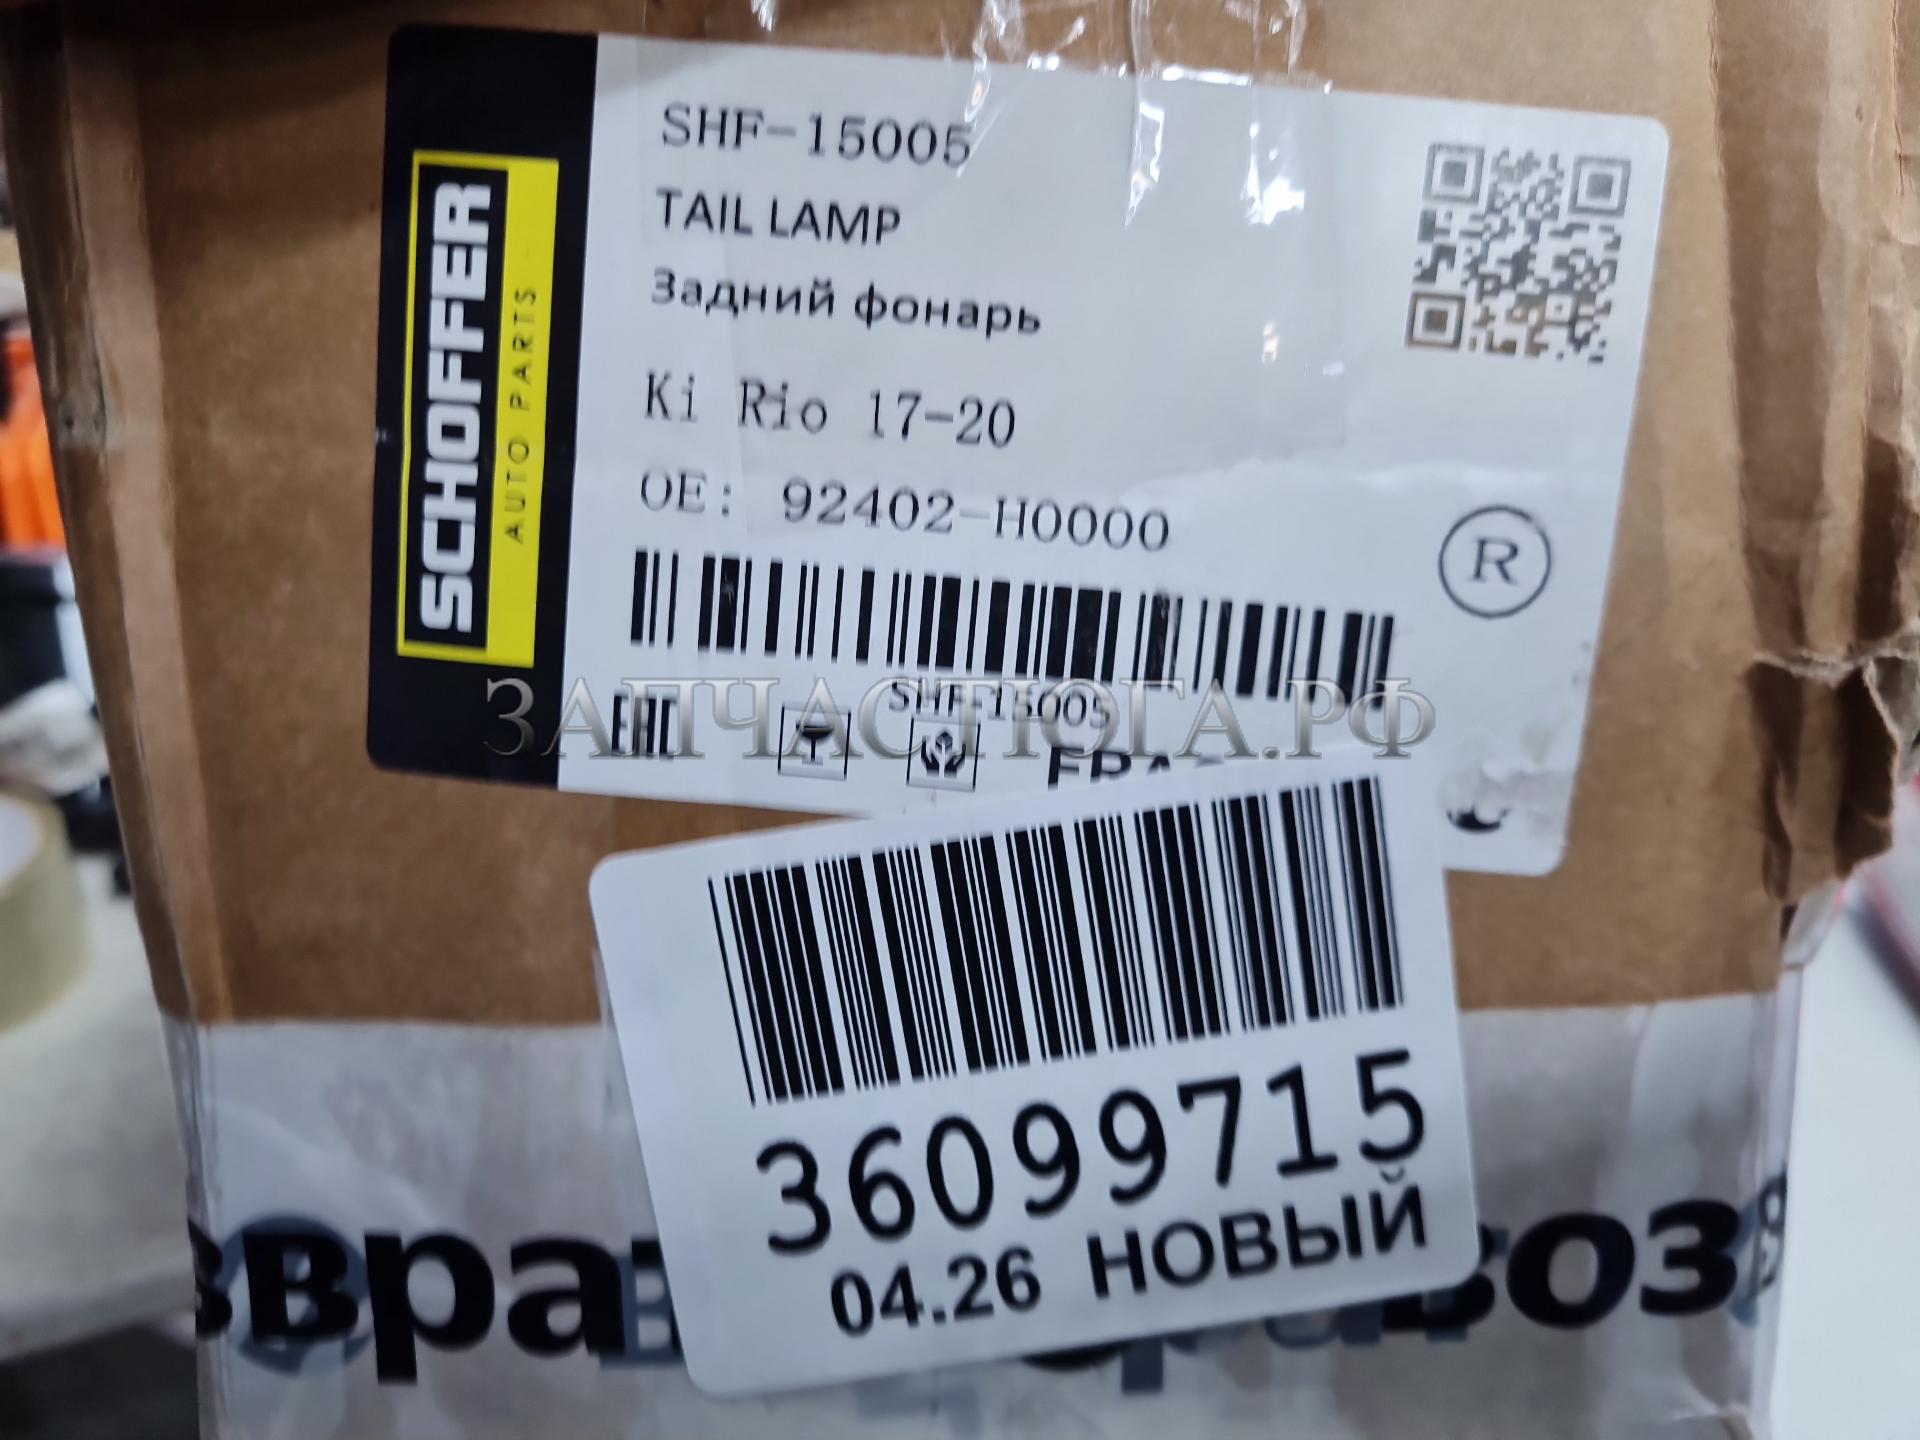 SCHOFFER
AUTO PARTS
SHF-15005
TAIL LAMP
Задний фонарь
Ki Rio 17-20
OE: 92402-H0000
R
SHF-15005
EAC
ЗАПЧАСТЮГА.РФ
36099715
04.26 НОВЫЙ